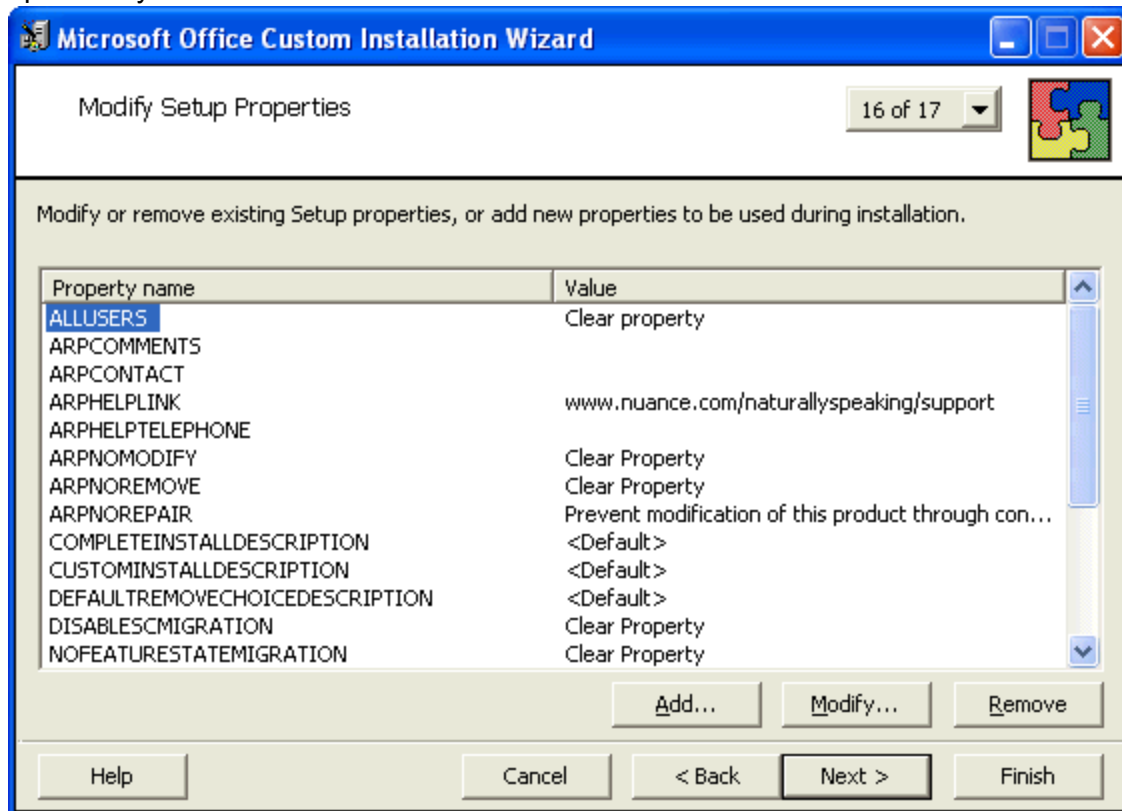 Microsoft Office Custom Installation Wizard
Modify Setup Properties
16 of 17
Modify or remove existing Setup properties, or add new properties to be used during installation.
Property name Value
ALLUSERS Clear property
ARPCOMMENTS
ARPCONTACT
ARPHELPLINK www.nuance.com/naturallyspeaking/support
ARPHELPTELEPHONE
ARPNOMODIFY Clear Property
ARPNOREMOVE Clear Property
ARPNOREPAIR Prevent modification of this product through con...
COMPLETEINSTALLDESCRIPTION <Default>
CUSTOMINSTALLDESCRIPTION <Default>
DEFAULTREMOVECHOICEDESCRIPTION <Default>
DISABLESCMIGRATION Clear Property
NOFEATURESTATEMIGRATION Clear Property
Add... Modify... Remove
Help Cancel < Back Next > Finish